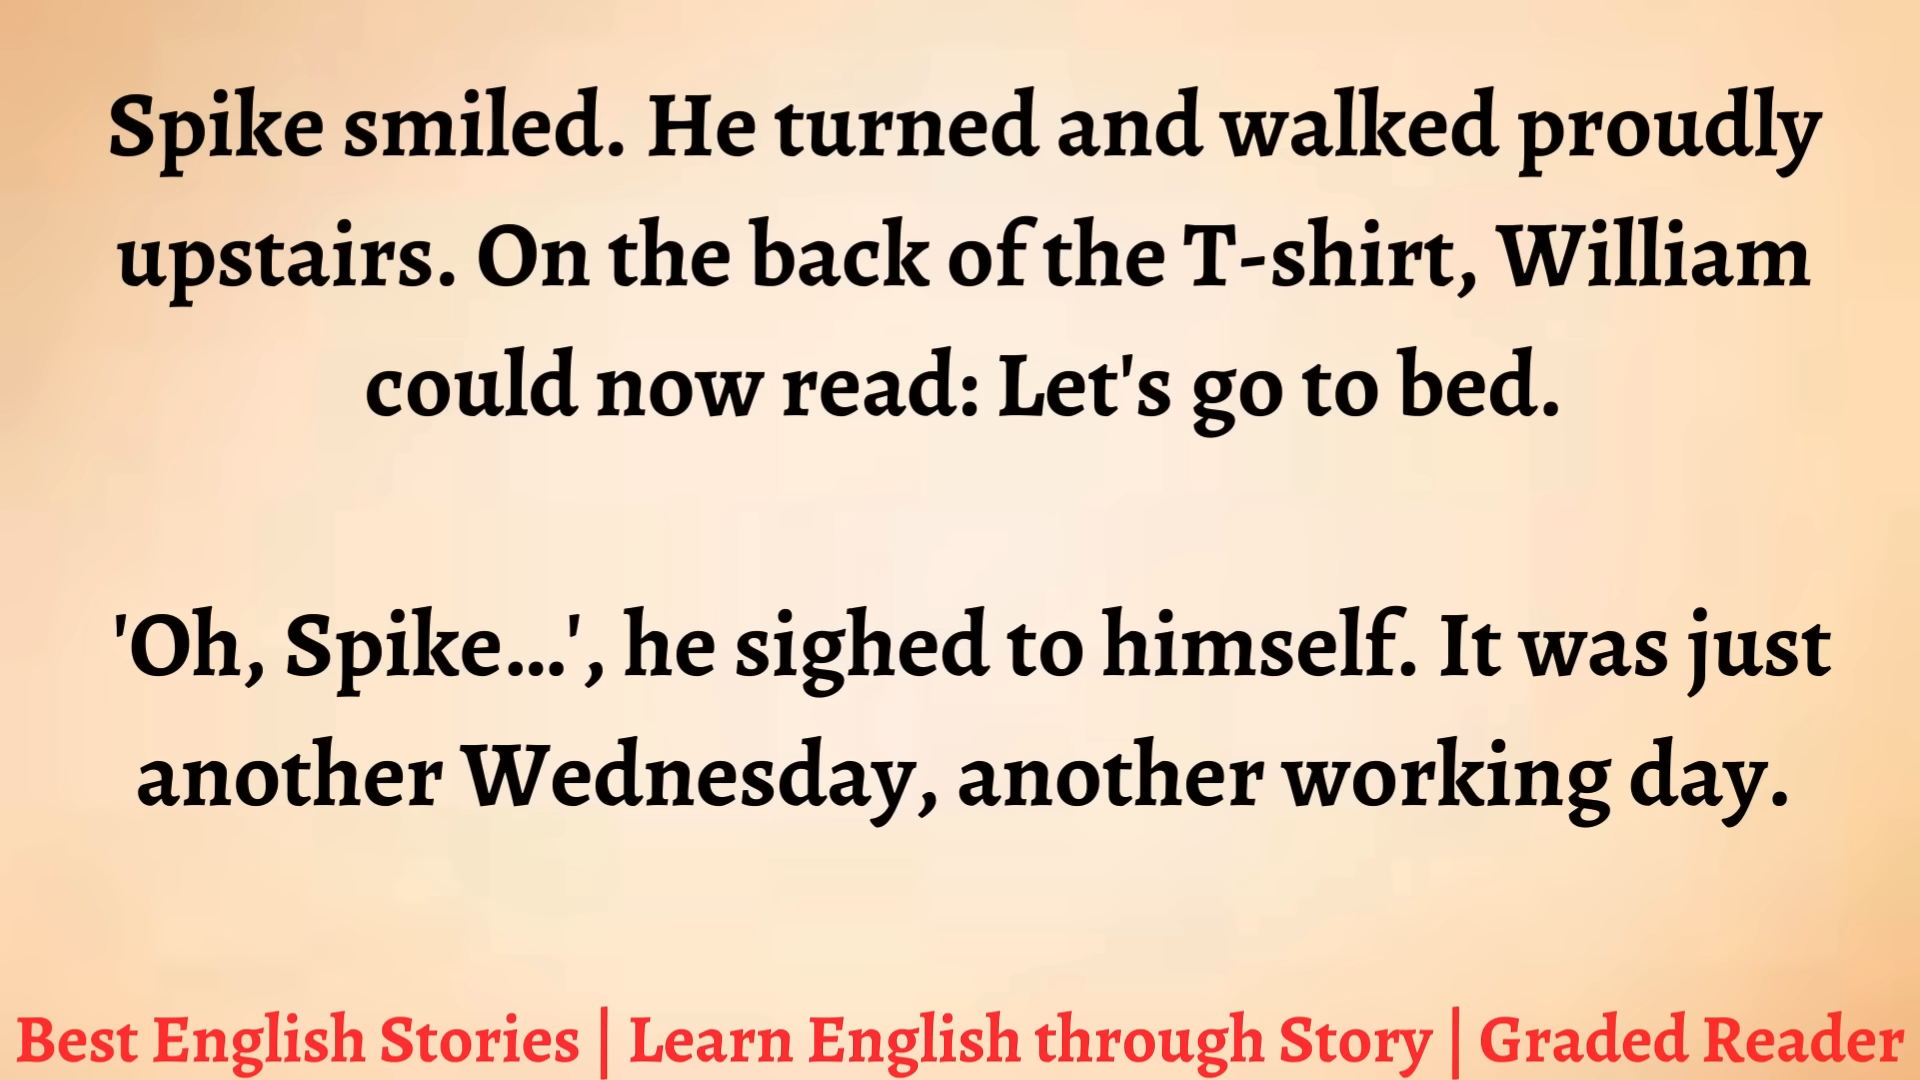 Spike smiled. He turned and walked proudly
upstairs. On the back of the T-shirt, William
could now read: Let's go to bed.
'Oh, Spike...', he sighed to himself. It was just
another Wednesday, another working day.
Best English Stories | Learn English through Story | Graded Reader